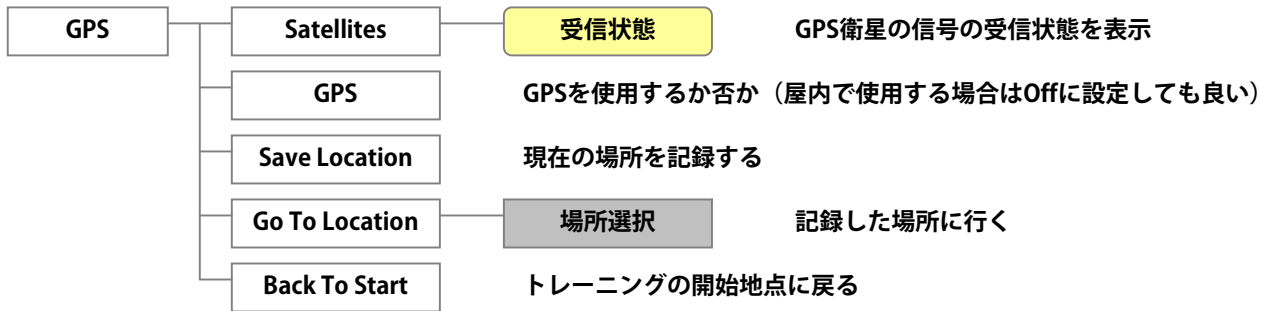 GPS Satellites 受信状態 GPS衛星の信号の受信状態を表示
GPS GPSを使用するか否か（屋内で使用する場合はOffに設定しても良い）
Save Location 現在の場所を記録する
Go To Location 場所選択 記録した場所に行く
Back To Start トレーニングの開始地点に戻る